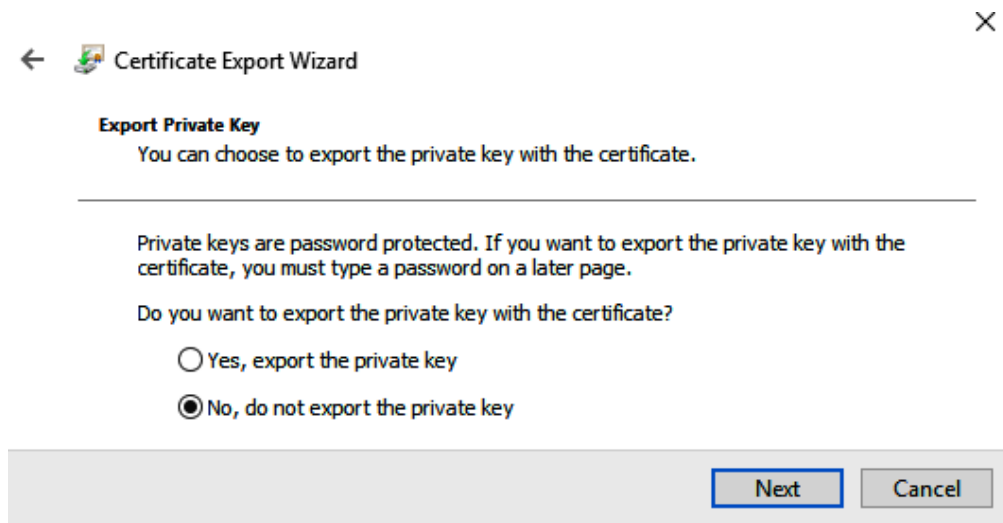 Certificate Export Wizard
Export Private Key
You can choose to export the private key with the certificate.
Private keys are password protected. If you want to export the private key with the
certificate, you must type a password on a later page.
Do you want to export the private key with the certificate?
Yes, export the private key
No, do not export the private key
Next
Cancel